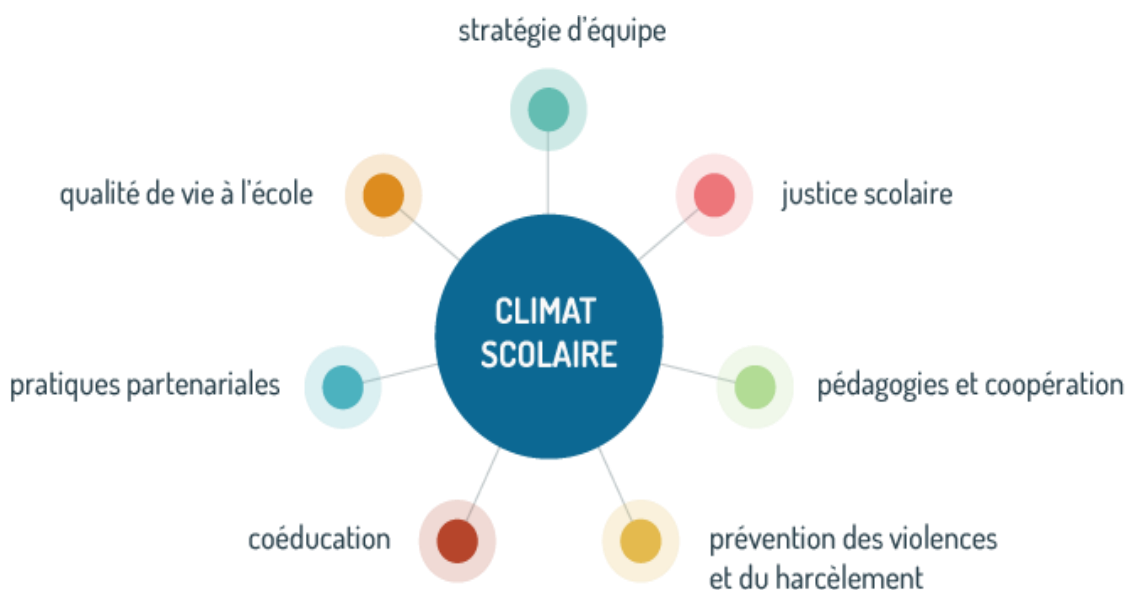 stratégie d'équipe
qualité de vie à l'école
justice scolaire
CLIMAT
SCOLAIRE
pratiques partenariales
pédagogies et coopération
coéducation
prévention des violences
et du harcèlement